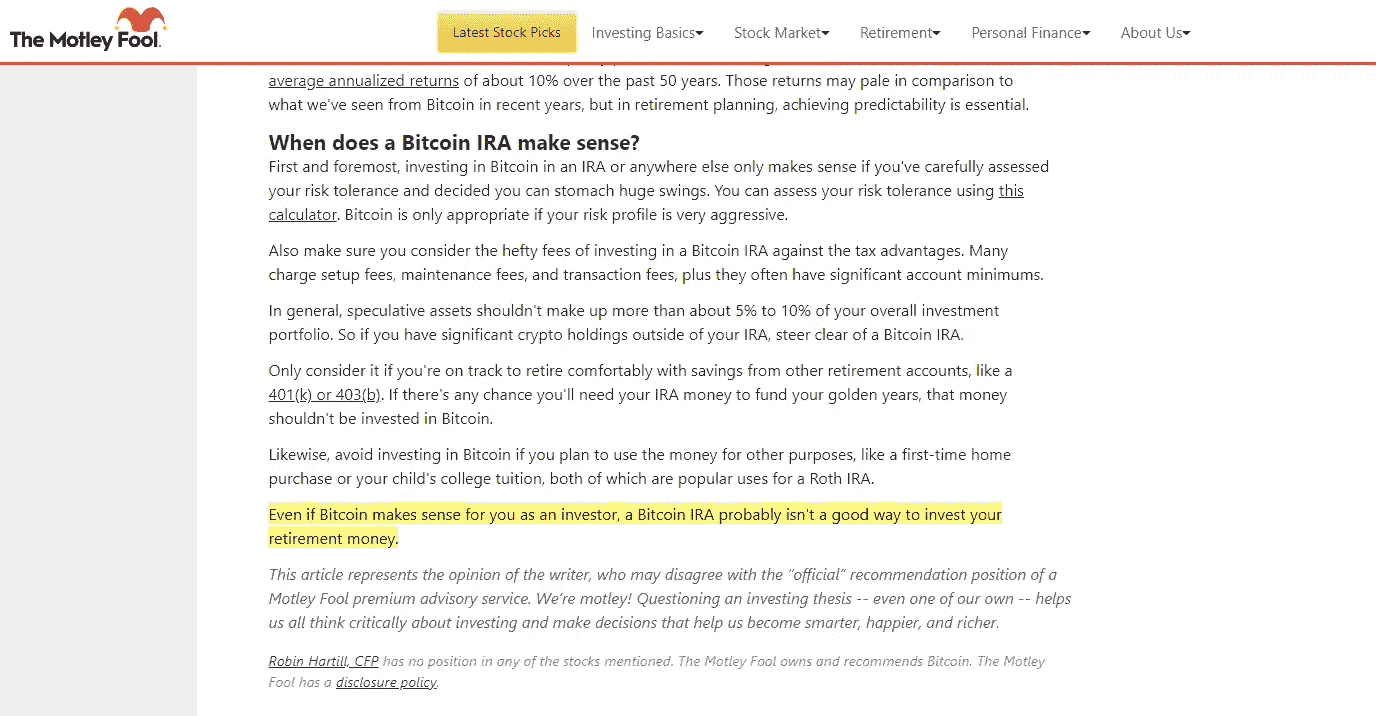 The Motley Fool.
Latest Stock Picks
Investing Basics
Stock Market
Retirement
Personal Finance
About Us
average annualized returns of about 10% over the past 50 years. Those returns may pale in comparison to
what we've seen from Bitcoin in recent years, but in retirement planning, achieving predictability is essential.
When does a Bitcoin IRA make sense?
First and foremost, investing in Bitcoin in an IRA or anywhere else only makes sense if you've carefully assessed
your risk tolerance and decided you can stomach huge swings. You can assess your risk tolerance using this
calculator. Bitcoin is only appropriate if your risk profile is very aggressive.
Also make sure you consider the hefty fees of investing in a Bitcoin IRA against the tax advantages. Many
charge setup fees, maintenance fees, and transaction fees, plus they often have significant account minimums.
In general, speculative assets shouldn't make up more than about 5% to 10% of your overall investment
portfolio. So if you have significant crypto holdings outside of your IRA, steer clear of a Bitcoin IRA.
Only consider it if you're on track to retire comfortably with savings from other retirement accounts, like a
401(k) or 403(b). If there's any chance you'll need your IRA money to fund your golden years, that money
shouldn't be invested in Bitcoin.
Likewise, avoid investing in Bitcoin if you plan to use the money for other purposes, like a first-time home
purchase or your child's college tuition, both of which are popular uses for a Roth IRA.
Even if Bitcoin makes sense for you as an investor, a Bitcoin IRA probably isn't a good way to invest your
retirement money.
This article represents the opinion of the writer, who may disagree with the “official” recommendation position of a
Motley Fool premium advisory service. We’re motley! Questioning an investing thesis -- even one of our own -- helps
us all think critically about investing and make decisions that help us become smarter, happier, and richer.
Robin Hartill, CFP has no position in any of the stocks mentioned. The Motley Fool owns and recommends Bitcoin. The Motley
Fool has a disclosure policy.